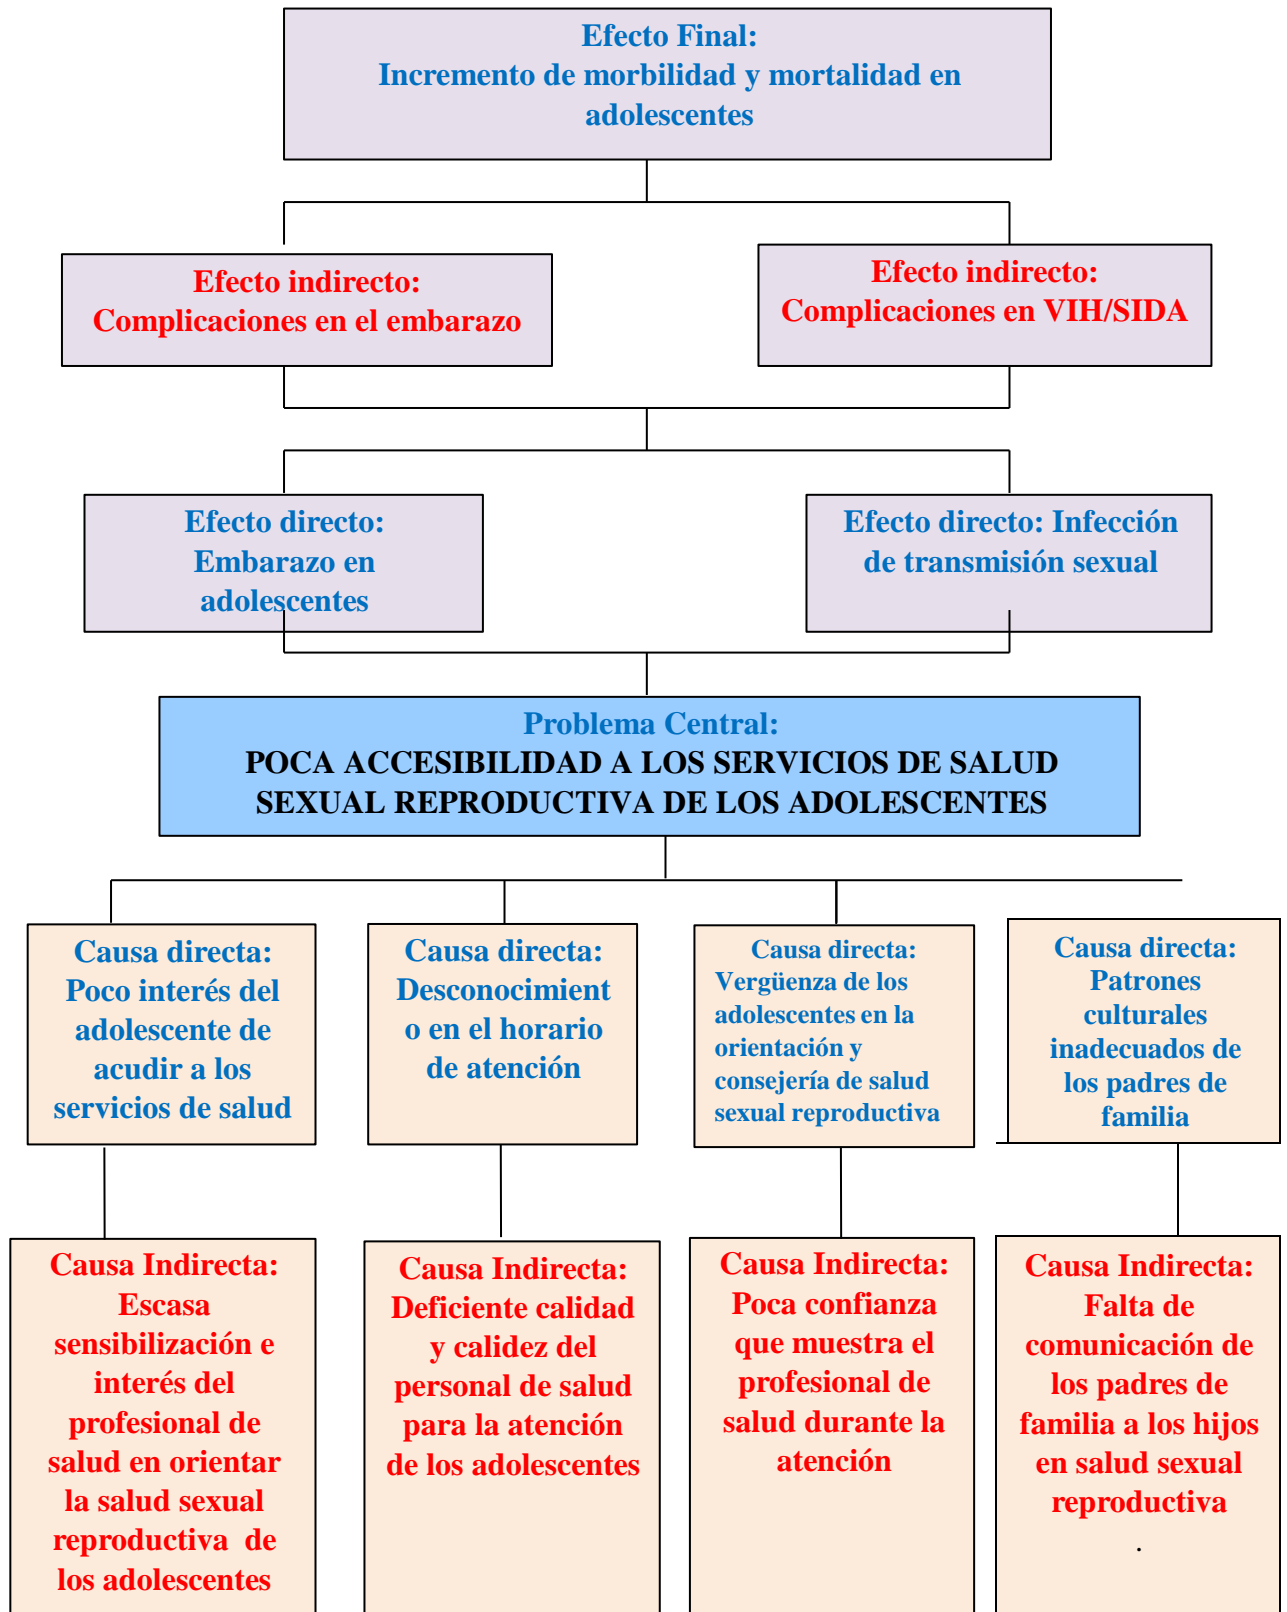 Efecto Final:
Incremento de morbilidad y mortalidad en
adolescentes
Efecto indirecto:
Complicaciones en el embarazo
Efecto indirecto:
Complicaciones en VIH/SIDA
Efecto directo:
Embarazo en
adolescentes
Efecto directo: Infección
de transmisión sexual
Problema Central:
POCA ACCESIBILIDAD A LOS SERVICIOS DE SALUD
SEXUAL REPRODUCTIVA DE LOS ADOLESCENTES
Causa directa:
Poco interés del
adolescente de
acudir a los
servicios de salud
Causa directa:
Desconocimient
o en el horario
de atención
Causa directa:
Vergüenza de los
adolescentes en la
orientación y
consejería de salud
sexual reproductiva
Causa directa:
Patrones
culturales
inadecuados de
los padres de
familia
Causa Indirecta:
Escasa
sensibilización e
interés del
profesional de
salud en orientar
la salud sexual
reproductiva de
los adolescentes
Causa Indirecta:
Deficiente calidad
y calidez del
personal de salud
para la atención
de los adolescentes
Causa Indirecta:
Poca confianza
que muestra el
profesional de
salud durante la
atención
Causa Indirecta:
Falta de
comunicación de
los padres de
familia a los hijos
en salud sexual
reproductiva
.